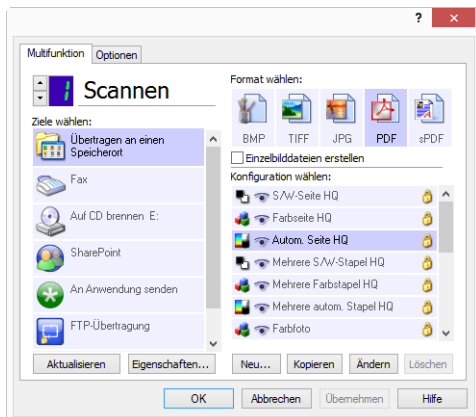 ?
Multifunktion Optionen
1 Scannen
Ziele wählen:
Übertragen an einen
Speicherort
Fax
Auf CD brennen E:
SharePoint
An Anwendung senden
FTP-Übertragung
Aktualisieren Eigenschaften...
Format wählen:
BMP TIFF JPG PDF sPDF
Einzelbilddateien erstellen
Konfiguration wählen:
S/W-Seite HQ
Farbseite HQ
Autom. Seite HQ
Mehrere S/W-Stapel HQ
Mehrere Farbstapel HQ
Mehrere autom. Stapel HQ
Farbfoto
Neu... Kopieren Ändern Löschen
OK Abbrechen Übernehmen Hilfe